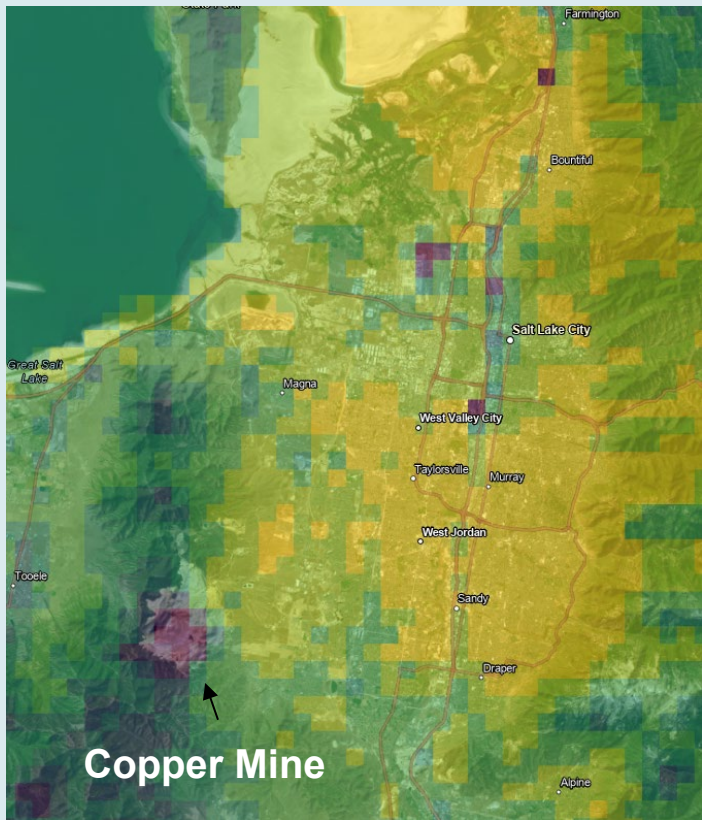 Farmington
Bountiful
Salt Lake City
Great Salt
Lake
Magna
West Valley City
Taylorsville
Murray
West Jordan
Tooele
Sandy
Draper
Copper Mine
Alpine